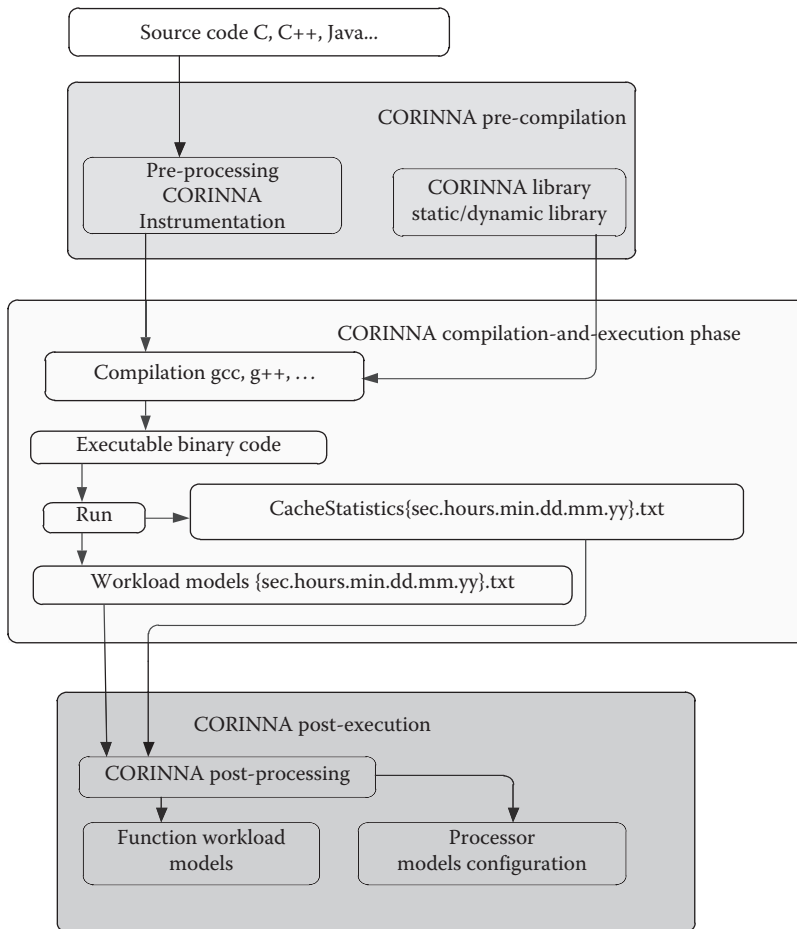 Source code C, C++, Java...
CORINNA pre-compilation
Pre-processing
CORINNA
Instrumentation
CORINNA library
static/dynamic library
CORINNA compilation-and-execution phase
Compilation gcc, g++, …
Executable binary code
Run
CacheStatistics{sec.hours.min.dd.mm.yy}.txt
Workload models {sec.hours.min.dd.mm.yy}.txt
CORINNA post-execution
CORINNA post-processing
Function workload
models
Processor
models configuration